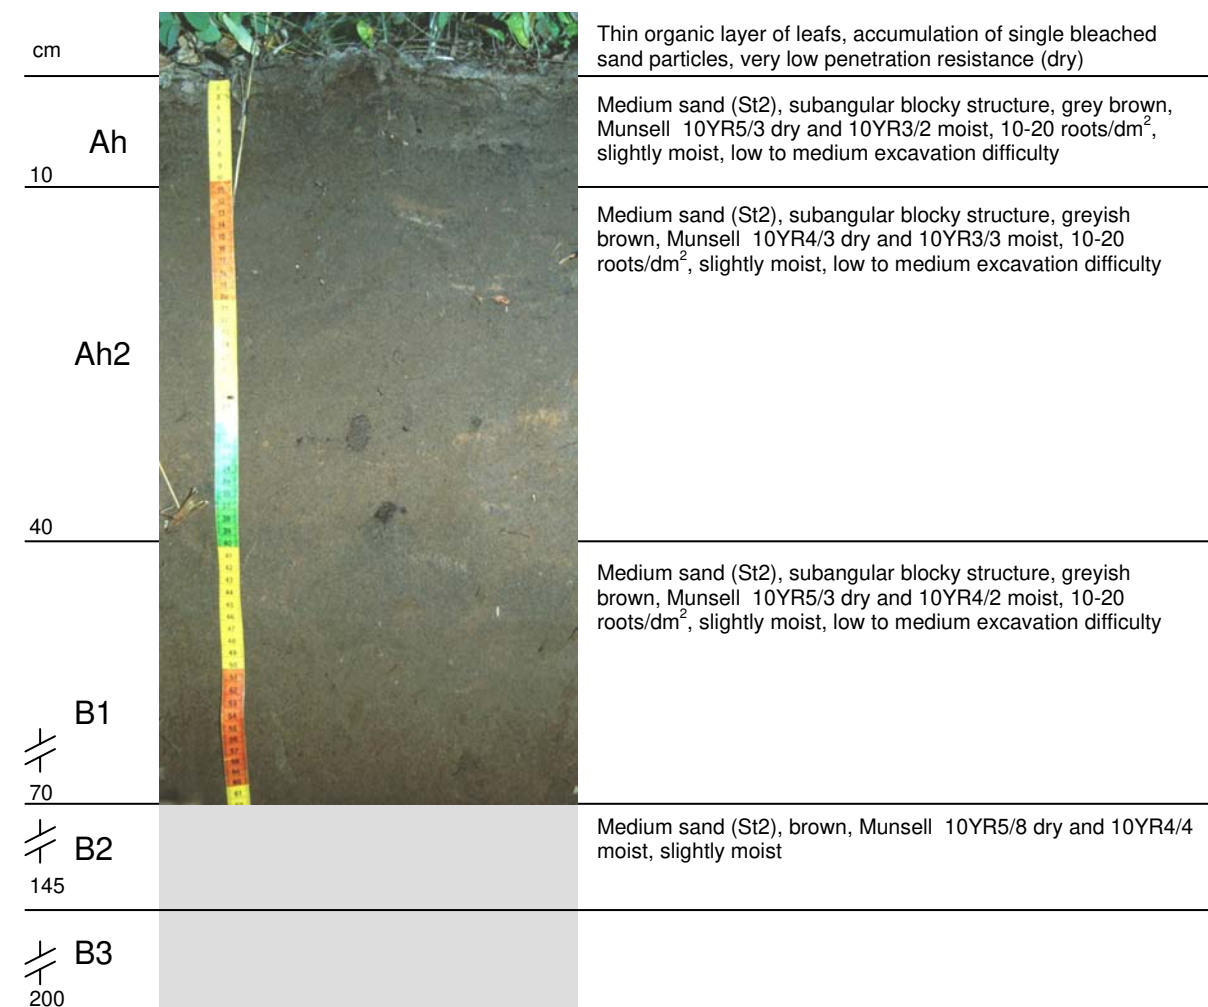 cm
Thin organic layer of leafs, accumulation of single bleached
sand particles, very low penetration resistance (dry)
Ah
10
Medium sand (St2), subangular blocky structure, grey brown,
Munsell 10YR5/3 dry and 10YR3/2 moist, 10-20 roots/dm²,
slightly moist, low to medium excavation difficulty
Ah2
40
Medium sand (St2), subangular blocky structure, greyish
brown, Munsell 10YR4/3 dry and 10YR3/3 moist, 10-20
roots/dm², slightly moist, low to medium excavation difficulty
B1
70
Medium sand (St2), subangular blocky structure, greyish
brown, Munsell 10YR5/3 dry and 10YR4/2 moist, 10-20
roots/dm², slightly moist, low to medium excavation difficulty
B2
145
Medium sand (St2), brown, Munsell 10YR5/8 dry and 10YR4/4
moist, slightly moist
B3
200